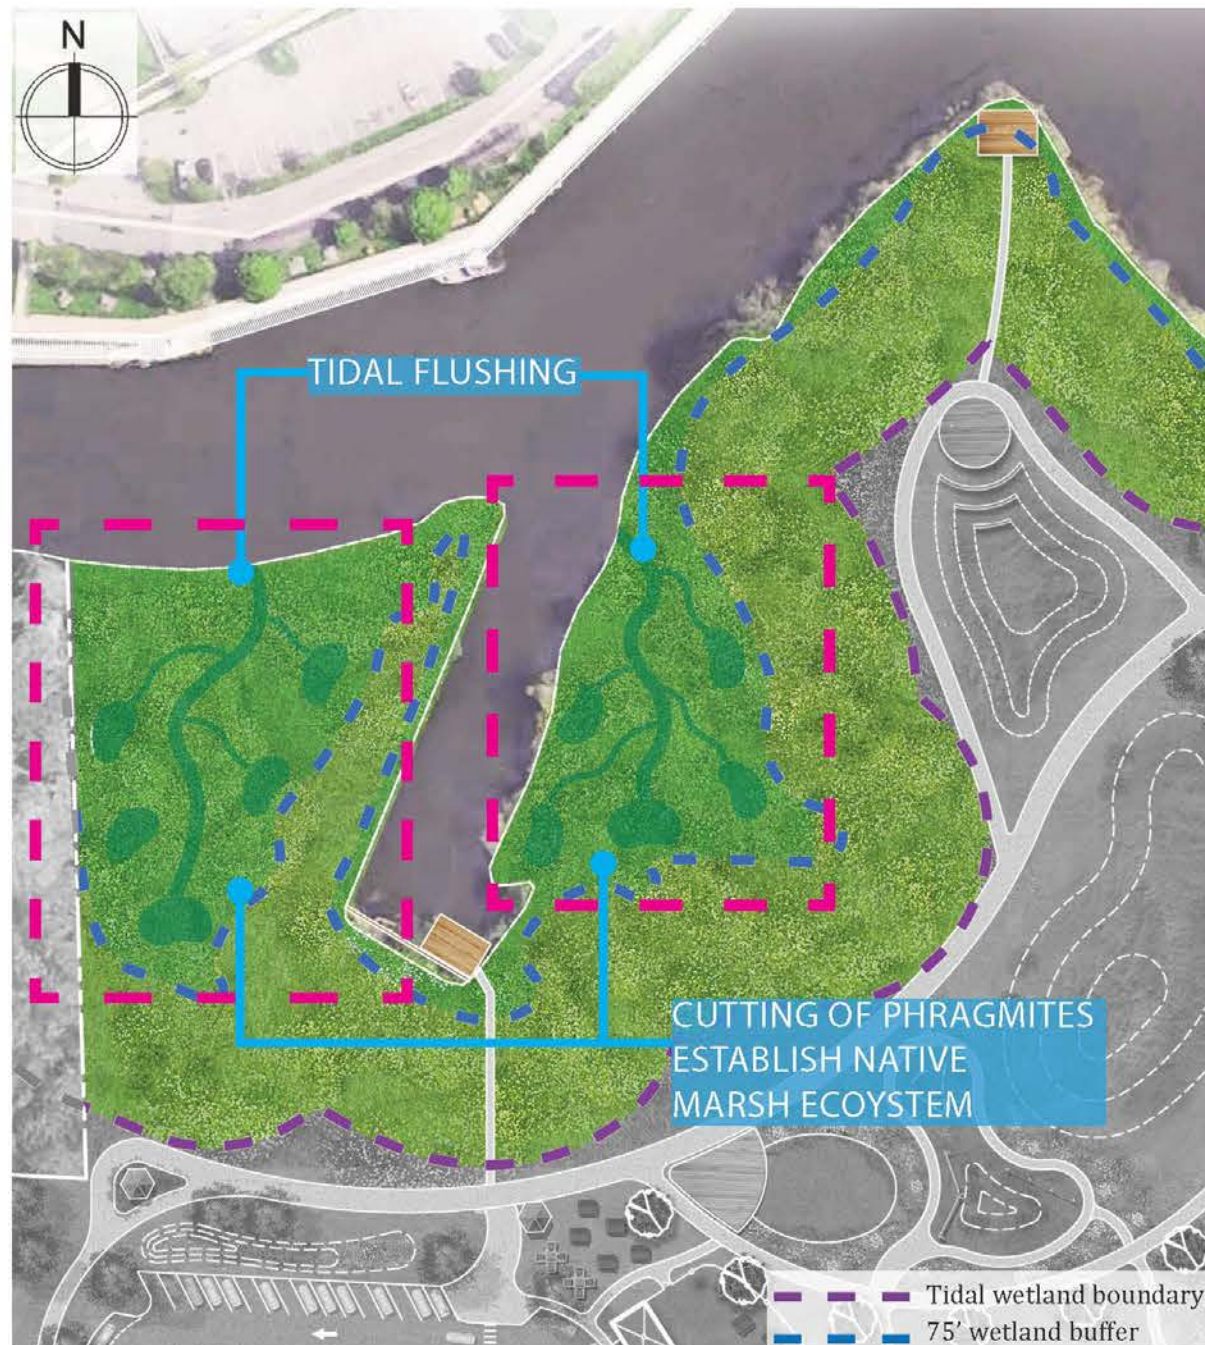 N
TIDAL FLUSHING
CUTTING OF PHRAGMITES
ESTABLISH NATIVE
MARSH ECOYSTEM
Tidal wetland boundary
75' wetland buffer